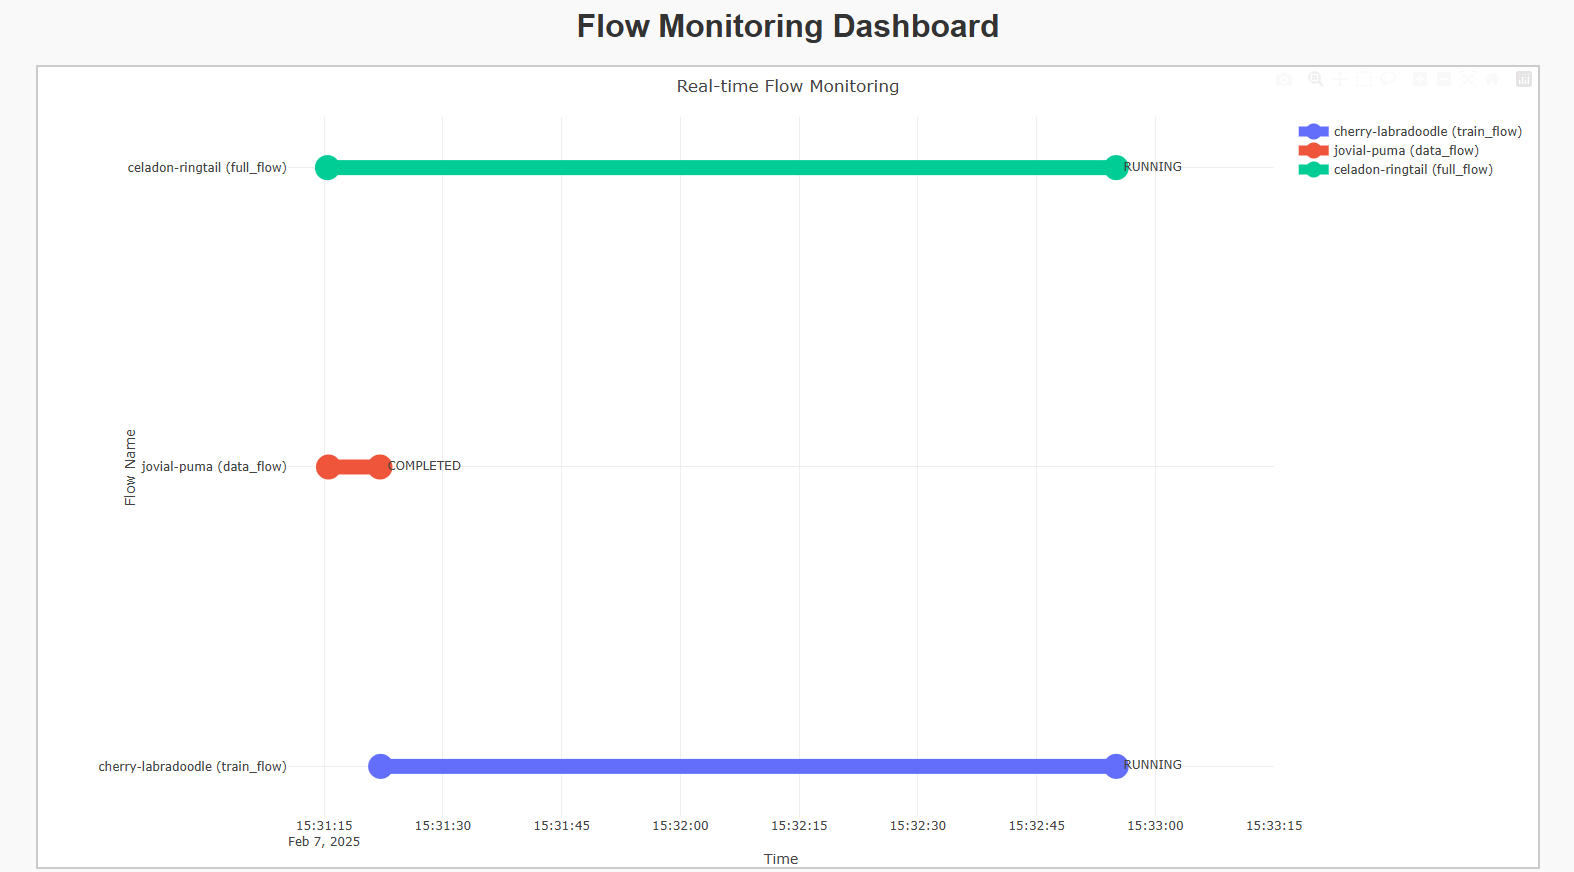 Flow Monitoring Dashboard
Real-time Flow Monitoring
cherry-labradoodle (train_flow)
jovial-puma (data_flow)
celadon-ringtail (full_flow)
celadon-ringtail (full_flow)
RUNNING
Flow Name
jovial-puma (data_flow)
COMPLETED
cherry-labradoodle (train_flow)
RUNNING
15:31:15 15:31:30 15:31:45 15:32:00 15:32:15 15:32:30 15:32:45 15:33:00 15:33:15
Feb 7, 2025
Time